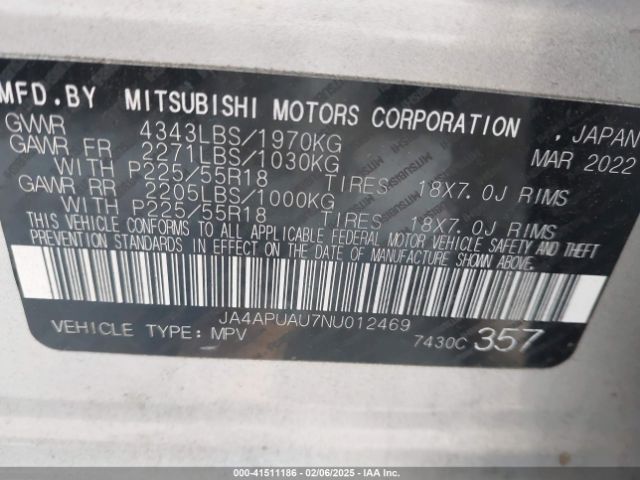 MFD.BY MITSUBISHI MOTORS CORPORATION , JAPAN
GVWR 4343LBS/1970KG MAR 2022
GAWR FR 2271LBS/1030KG
WITH P225/55R18 TIRES 18X7.0J RIMS
GAWR RR 2205LBS/1000KG
WITH P225/55R18 TIRES 18X7.0J RIMS
THIS VEHICLE CONFORMS TO ALL APPLICABLE FEDERAL MOTOR VEHICLE SAFETY AND THEFT
PREVENTION STANDARDS IN EFFECT ON THE DATE OF MANUFACTURE SHOWN ABOVE.
JA4APUAU7NU012469
VEHICLE TYPE: MPV 7430C 357
000-41511186 - 02/06/2025 - IAAI.COM